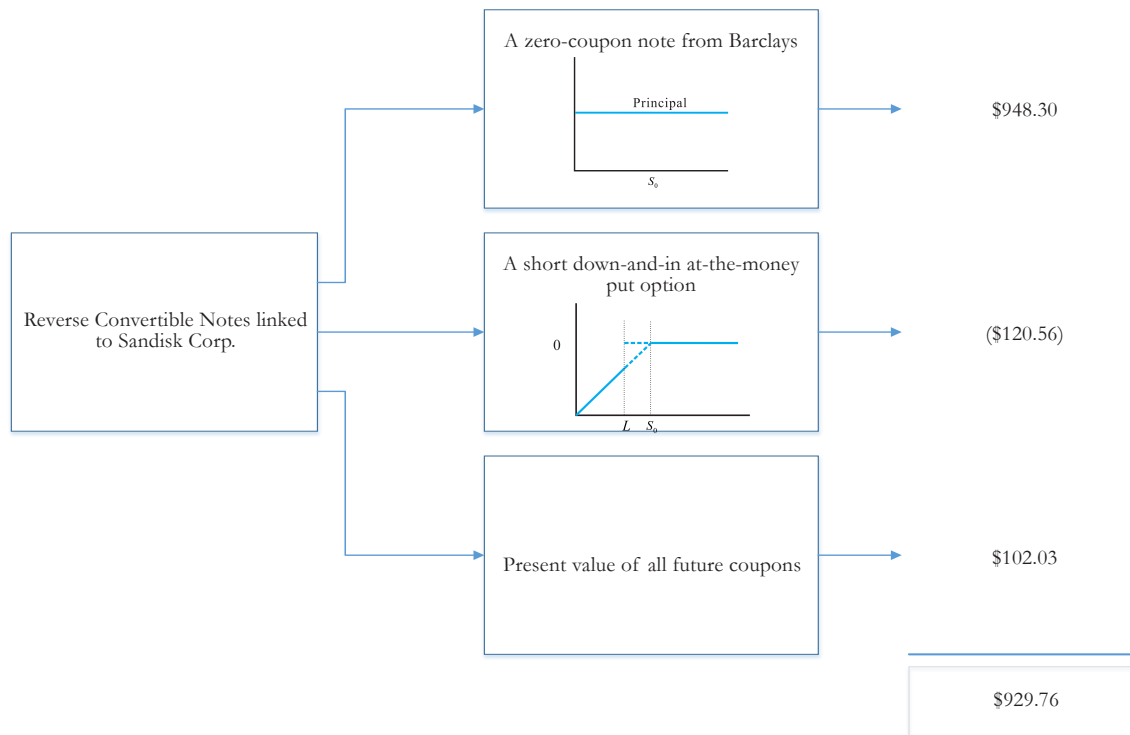 A zero-coupon note from Barclays
Principal
S₀
$948.30
Reverse Convertible Notes linked
to Sandisk Corp.
A short down-and-in at-the-money
put option
0
L S₀
($120.56)
Present value of all future coupons
$102.03
$929.76